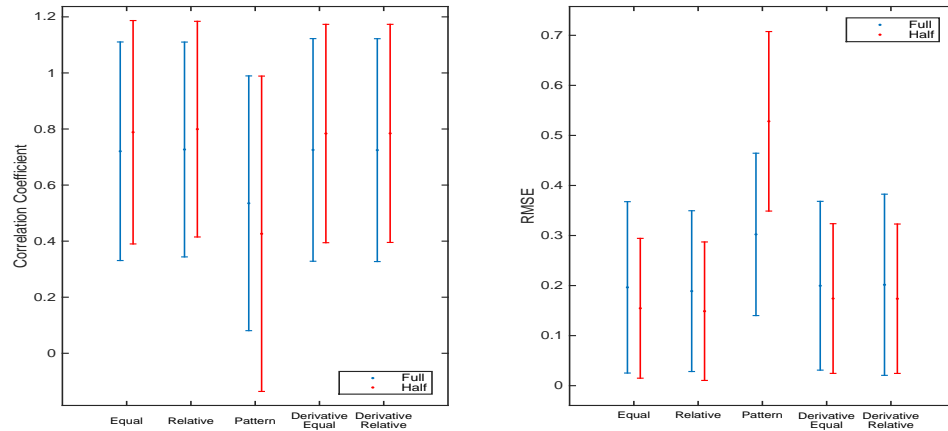 Correlation Coefficient
1.2
1
0.8
0.6
0.4
0.2
0
Equal
Relative
Pattern
Derivative
Equal
Derivative
Relative
Full
Half
RMSE
0.7
0.6
0.5
0.4
0.3
0.2
0.1
0
Equal
Relative
Pattern
Derivative
Equal
Derivative
Relative
Full
Half